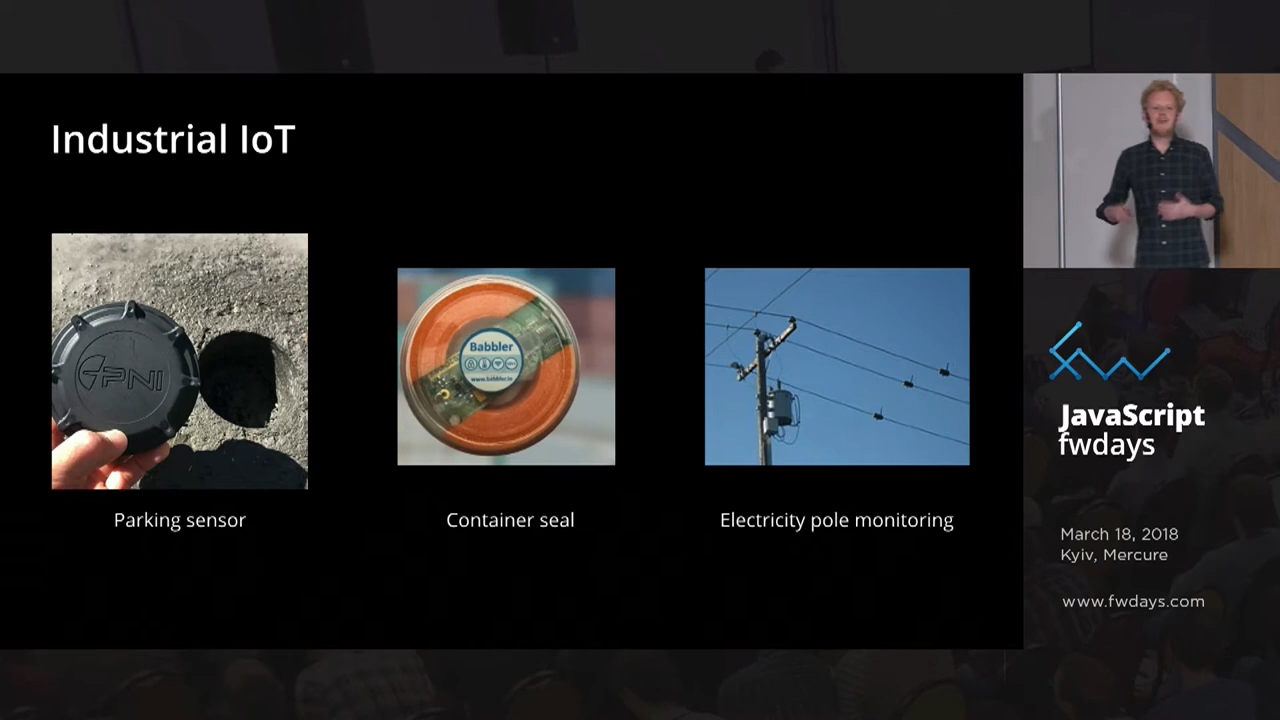 Industrial IoT
PNI
Babbler
www.babbler.io
Parking sensor
Container seal
Electricity pole monitoring
JavaScript
fwdays
March 18, 2018
Kyiv, Mercure
www.fwdays.com